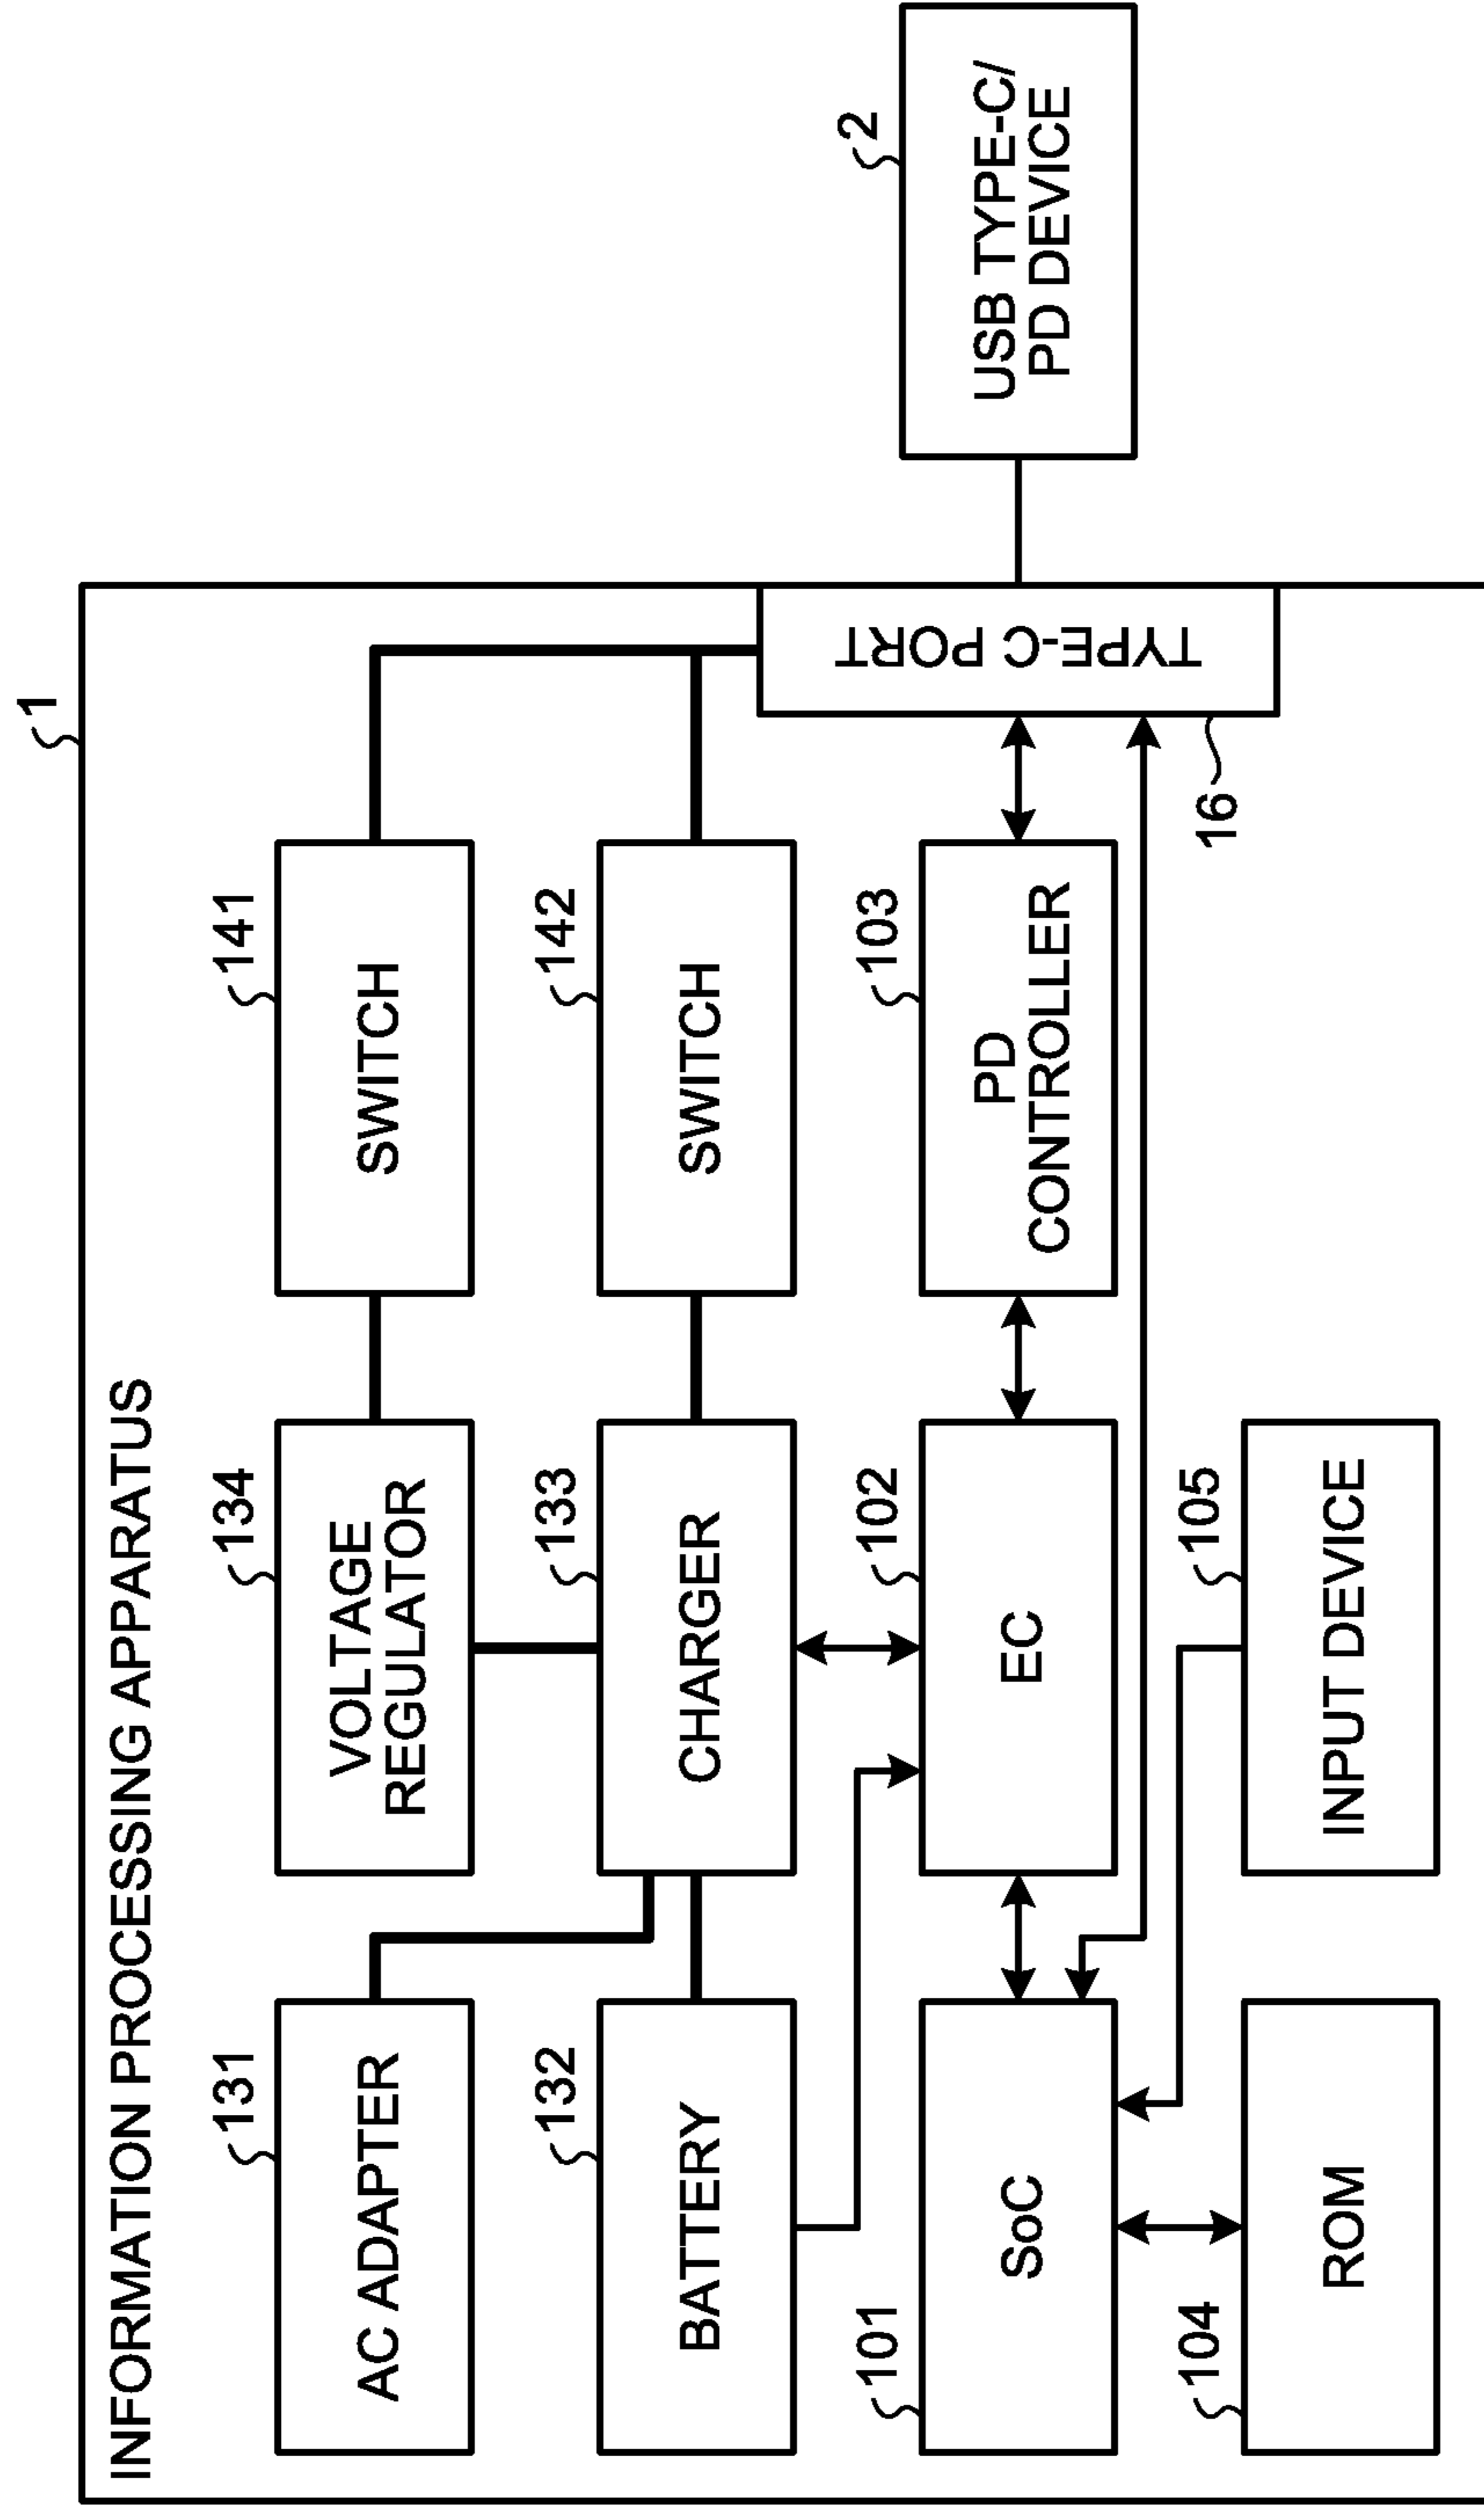 1
INFORMATION PROCESSING APPARATUS
131
AC ADAPTER
134
VOLTAGE
REGULATOR
141
SWITCH
132
BATTERY
133
CHARGER
142
SWITCH
TYPE-C PORT
16
2
USB TYPE-C/
PD DEVICE
101
SoC
102
EC
103
PD
CONTROLLER
104
ROM
105
INPUT DEVICE